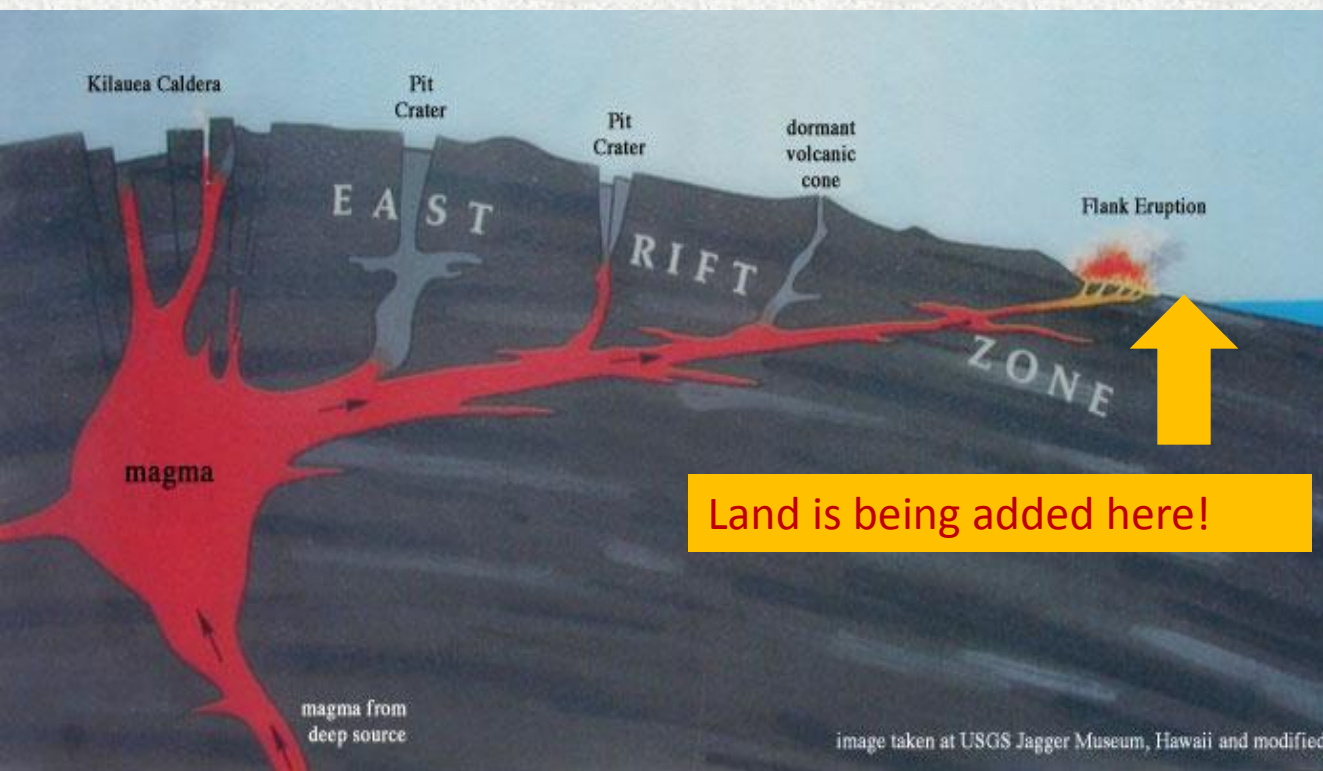 Kilauea Caldera
Pit
Crater
Pit
Crater
dormant
volcanic
cone
Flank Eruption
EAST
RIFT
ZONE
magma
Land is being added here!
magma from
deep source
image taken at USGS Jagger Museum, Hawaii and modified